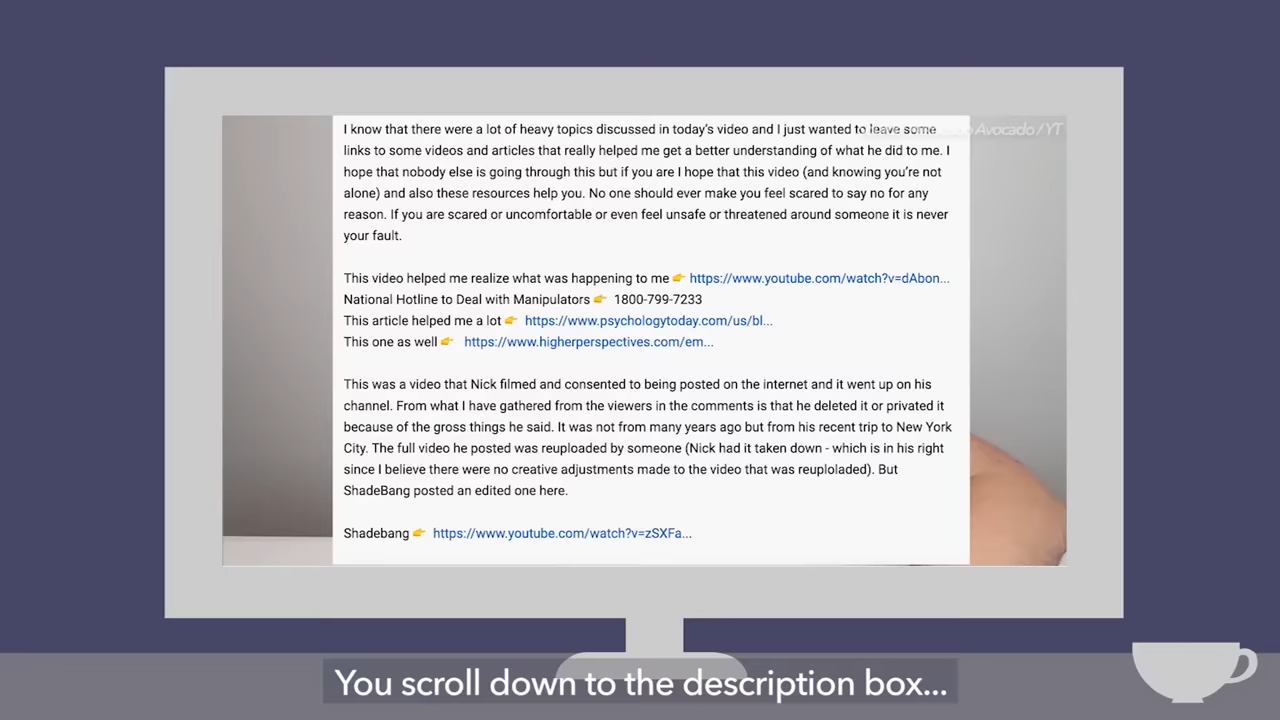 I know that there were a lot of heavy topics discussed in today's video and I just wanted to leave some
Avocado / YT
links to some videos and articles that really helped me get a better understanding of what he did to me. I
hope that nobody else is going through this but if you are I hope that this video (and knowing you're not
alone) and also these resources help you. No one should ever make you feel scared to say no for any
reason. If you are scared or uncomfortable or even feel unsafe or threatened around someone it is never
your fault.
This video helped me realize what was happening to me 👉 https://www.youtube.com/watch?v=dAbon...
National Hotline to Deal with Manipulators 👉 1800-799-7233
This article helped me a lot 👉 https://www.psychologytoday.com/us/bl...
This one as well 👉 https://www.higherperspectives.com/em...
This was a video that Nick filmed and consented to being posted on the internet and it went up on his
channel. From what I have gathered from the viewers in the comments is that he deleted it or privated it
because of the gross things he said. It was not from many years ago but from his recent trip to New York
City. The full video he posted was reuploaded by someone (Nick had it taken down - which is in his right
since I believe there were no creative adjustments made to the video that was reuploladed). But
ShadeBang posted an edited one here.
Shadebang 👉 https://www.youtube.com/watch?v=zSXFa...
You scroll down to the description box...